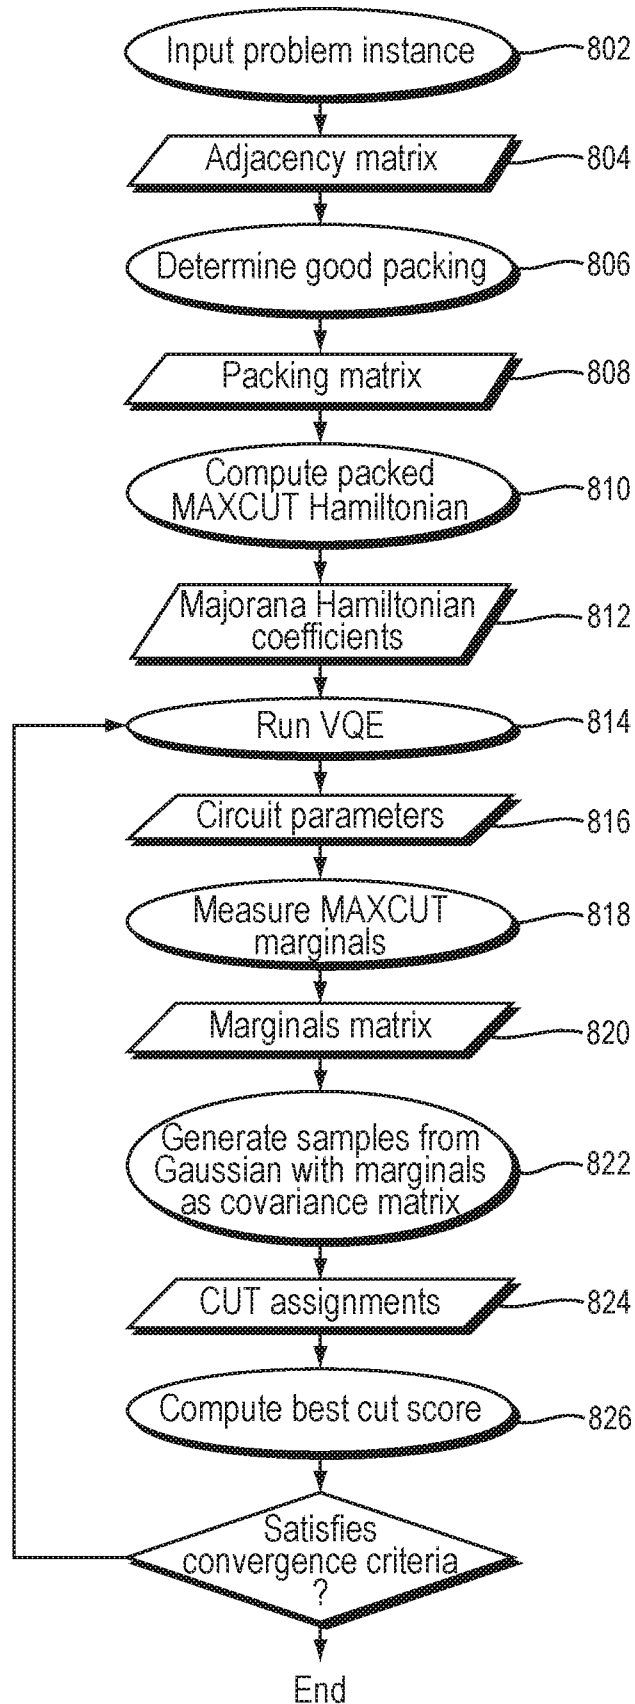 Input problem instance
802
Adjacency matrix
804
Determine good packing
806
Packing matrix
808
Compute packed
MAXCUT Hamiltonian
810
Majorana Hamiltonian
coefficients
812
Run VQE
814
Circuit parameters
816
Measure MAXCUT
marginals
818
Marginals matrix
820
Generate samples from
Gaussian with marginals
as covariance matrix
822
CUT assignments
824
Compute best cut score
826
Satisfies
convergence criteria
?
End